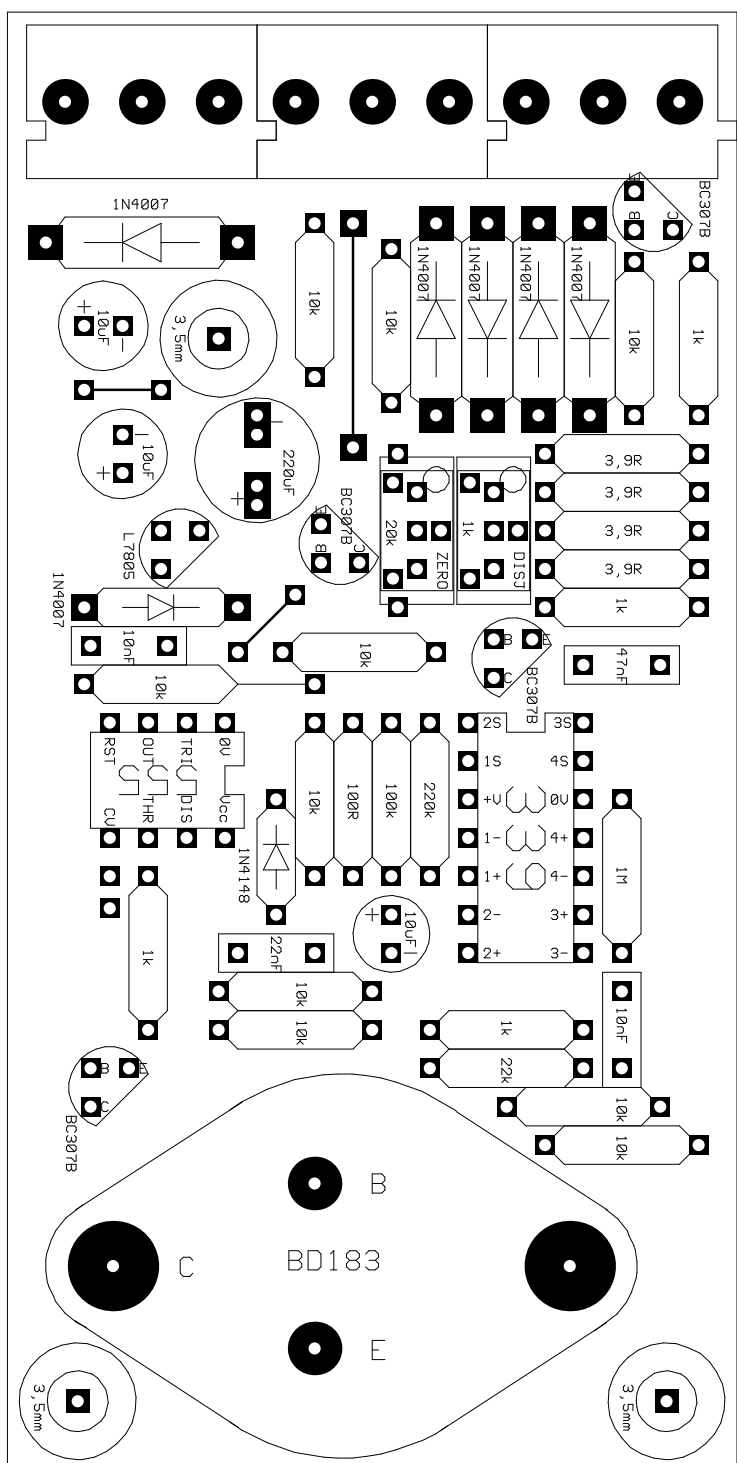 1N4007
E
B
C
BC307B
10k
10k
1N4007
1N4007
1N4007
1N4007
10k
1k
+
10uF
-
3,5mm
-
10uF
+
-
220uF
+
3,9R
3,9R
3,9R
3,9R
1k
20k
ZERO
1k
DISJ
L7805
E
B
C
BC307B
1N4007
10nF
10k
10k
B
E
C
BC307B
47nF
RST
OUT
TRI
0V
555
CV
THR
DIS
Vcc
1N4148
10k
100R
100k
220k
2S
3S
1S
4S
+V
0V
1-
4+
1+
4-
2-
3+
2+
3-
339
1M
1k
22nF
+
10uF
-
10k
10k
1k
22k
10nF
10k
10k
B
E
C
BC307B
B
C
BD183
E
3,5mm
3,5mm